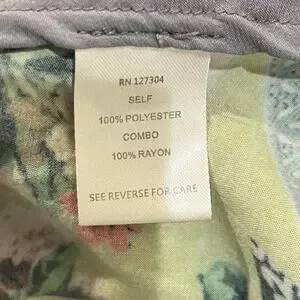 RN 127304
SELF
100% POLYESTER
COMBO
100% RAYON
SEE REVERSE FOR CARE